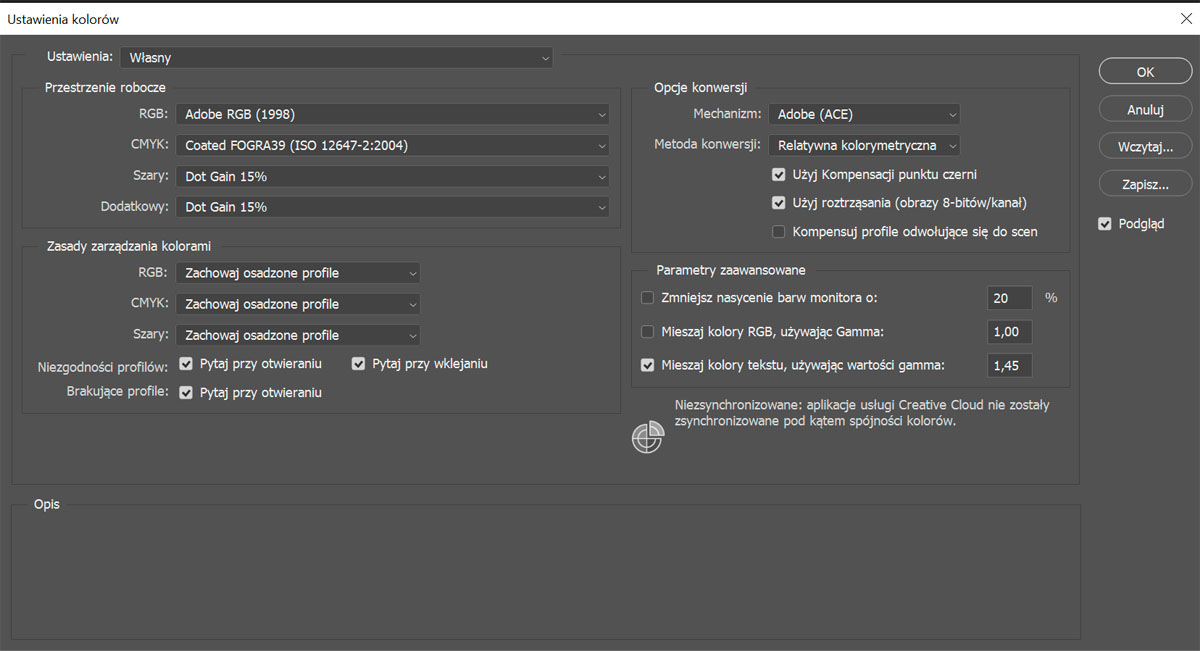 Ustawienia kolorów
Ustawienia: Własny
Przestrzenie robocze
RGB: Adobe RGB (1998)
CMYK: Coated FOGRA39 (ISO 12647-2:2004)
Szary: Dot Gain 15%
Dodatkowy: Dot Gain 15%
Zasady zarządzania kolorami
RGB: Zachowaj osadzone profile
CMYK: Zachowaj osadzone profile
Szary: Zachowaj osadzone profile
Niezgodności profilów: Pytaj przy otwieraniu Pytaj przy wklejaniu
Brakujące profile: Pytaj przy otwieraniu
Opcje konwersji
Mechanizm: Adobe (ACE)
Metoda konwersji: Relatywna kolorymetryczna
Użyj Kompensacji punktu czerni
Użyj roztrząsania (obrazy 8-bitów/kanał)
Kompensuj profile odwołujące się do scen
Parametry zaawansowane
Zmniejsz nasycenie barw monitora o: 20 %
Mieszaj kolory RGB, używając Gamma: 1,00
Mieszaj kolory tekstu, używając wartości gamma: 1,45
Niezsynchronizowane: aplikacje usługi Creative Cloud nie zostały
zsynchronizowane pod kątem spójności kolorów.
OK
Anuluj
Wczytaj...
Zapisz...
Podgląd
Opis